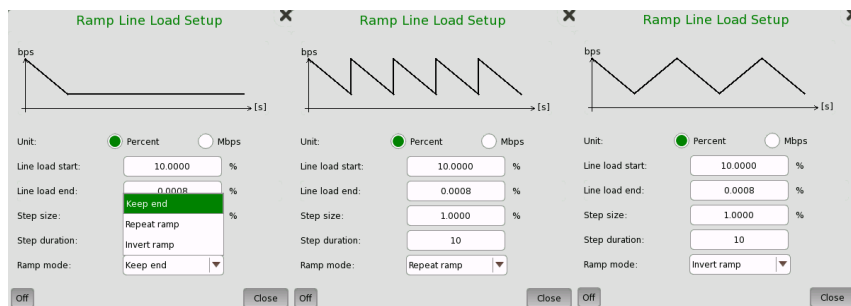 Ramp Line Load Setup
bps
[s]
Unit: Percent Mbps
Line load start: 10.0000 %
Line load end: 0.0008
Keep end
Step size: %
Repeat ramp
Step duration:
Invert ramp
Ramp mode: Keep end
Off Close
Ramp Line Load Setup
bps
[s]
Unit: Percent Mbps
Line load start: 10.0000 %
Line load end: 0.0008 %
Step size: 1.0000 %
Step duration: 10
Ramp mode: Repeat ramp
Off Close
Ramp Line Load Setup
bps
[s]
Unit: Percent Mbps
Line load start: 10.0000 %
Line load end: 0.0008 %
Step size: 1.0000 %
Step duration: 10
Ramp mode: Invert ramp
Off Close